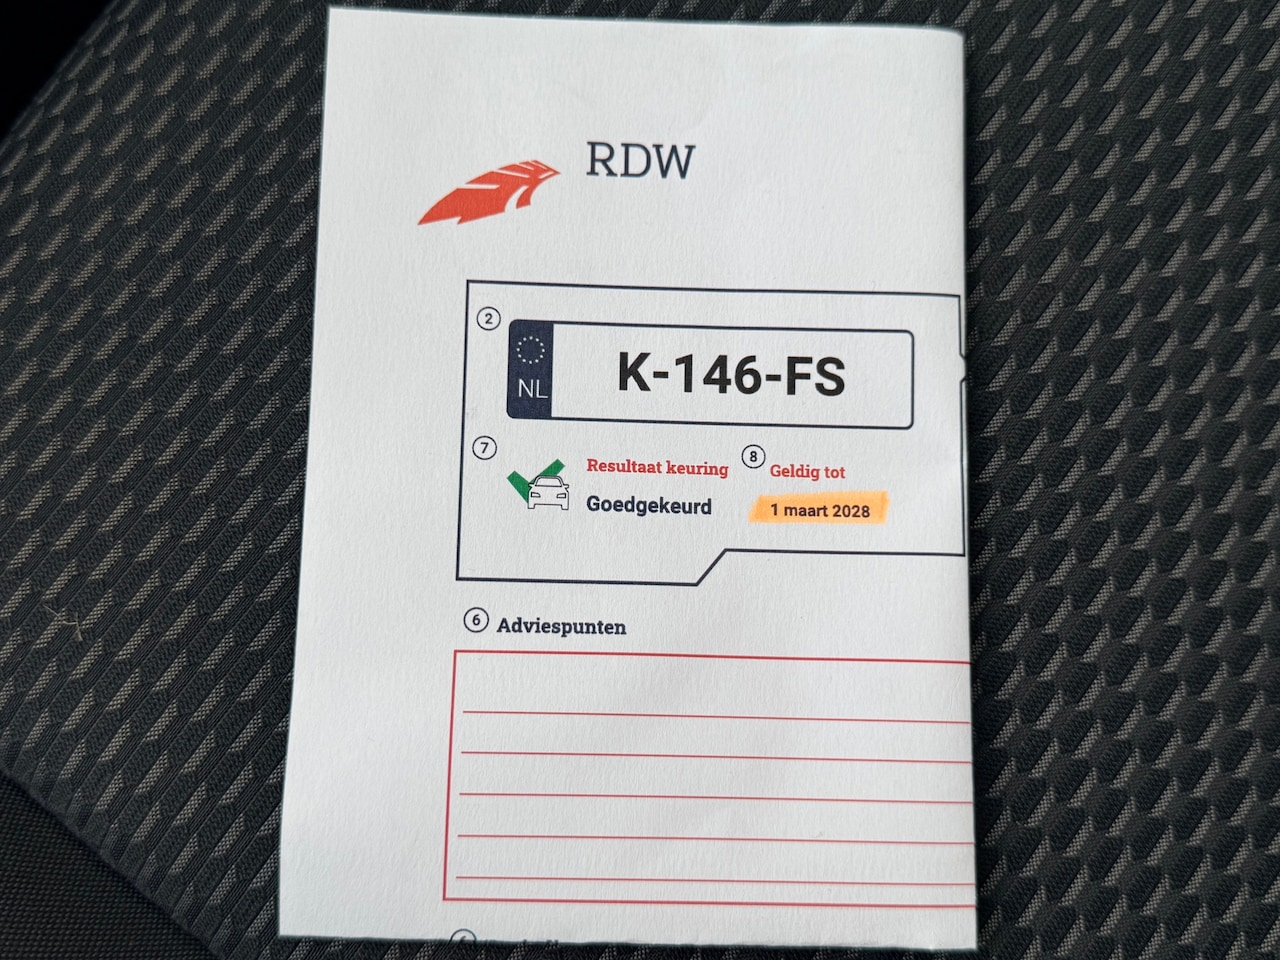 RDW
2
NL
K-146-FS
7
Resultaat keuring
8
Geldig tot
Goedgekeurd
1 maart 2028
6 Adviespunten